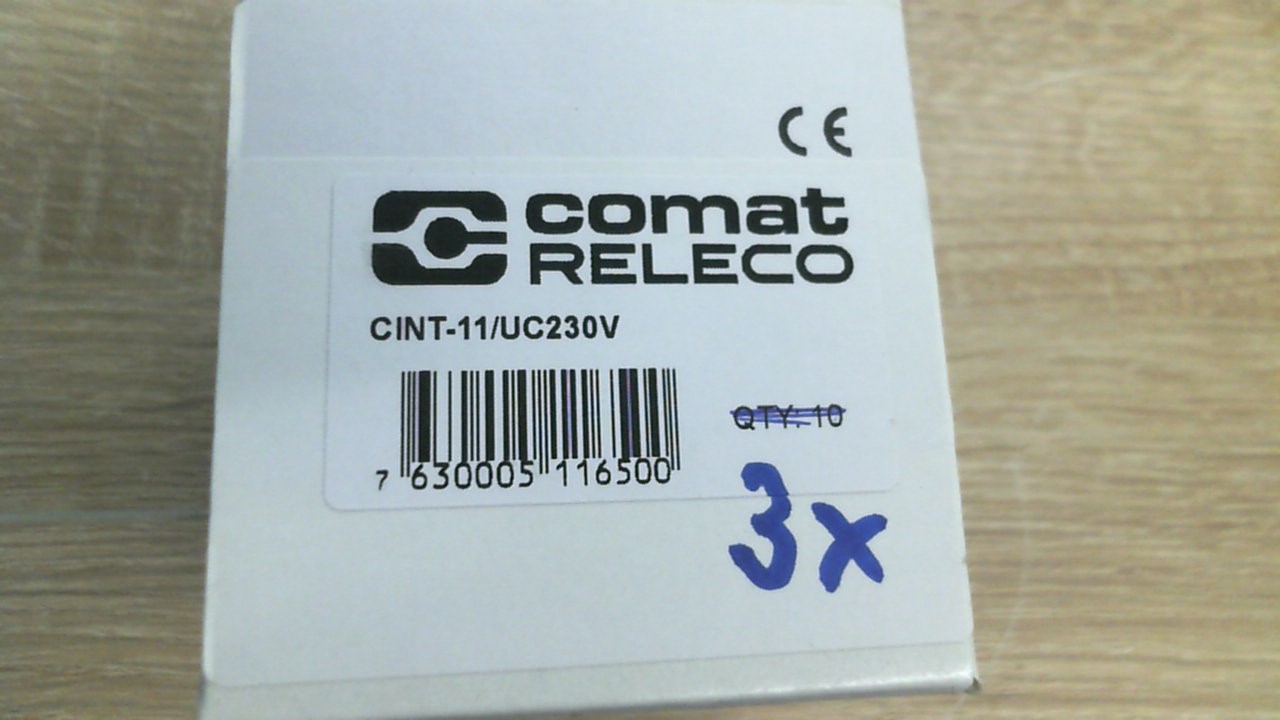 CE
comat
RELECO
CINT-11/UC230V
QTY: 10
7 630005 116500
3x